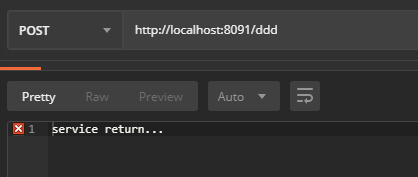 POST http://localhost:8091/ddd
Pretty Raw Preview Auto
1 service return...